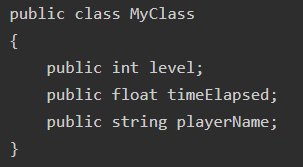 public class MyClass
{
    public int level;
    public float timeElapsed;
    public string playerName;
}